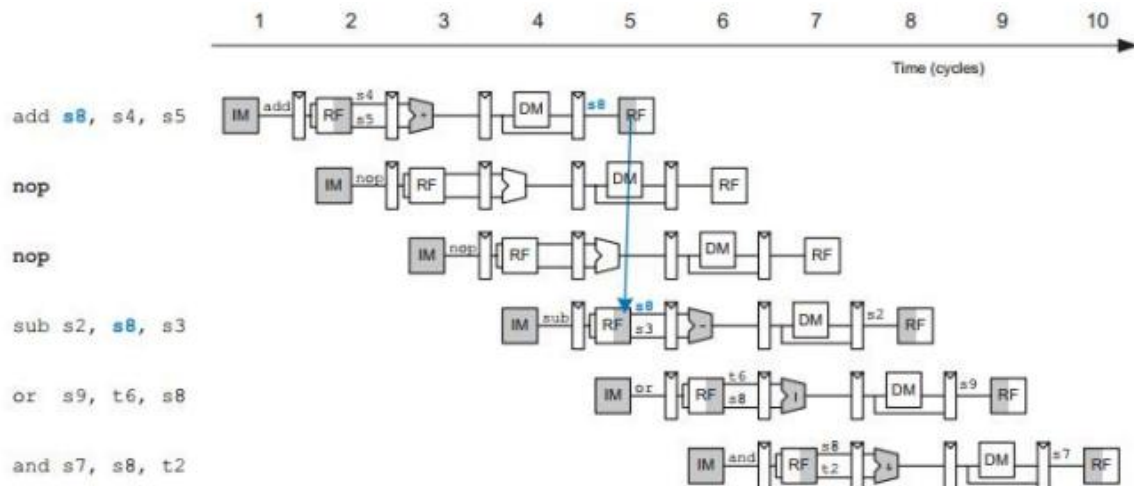 1 2 3 4 5 6 7 8 9 10
Time (cycles)
add s8, s4, s5 IM add RF s4 s5 + DM s8 RF
nop IM nop RF DM RF
nop IM nop RF DM RF
sub s2, s8, s3 IM sub RF s8 s3 - DM s2 RF
or s9, t6, s8 IM or RF t6 s8 | DM s9 RF
and s7, s8, t2 IM and RF s8 t2 & DM s7 RF